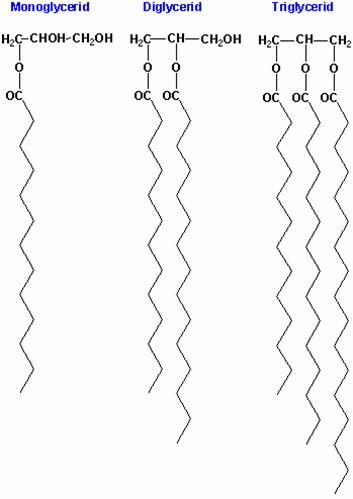 Monoglycerid Diglycerid Triglycerid
H2C-CHOH-CH2OH H2C-CH-CH2OH H2C-CH-CH2
O O O O O O
OC OC OC OC OC OC